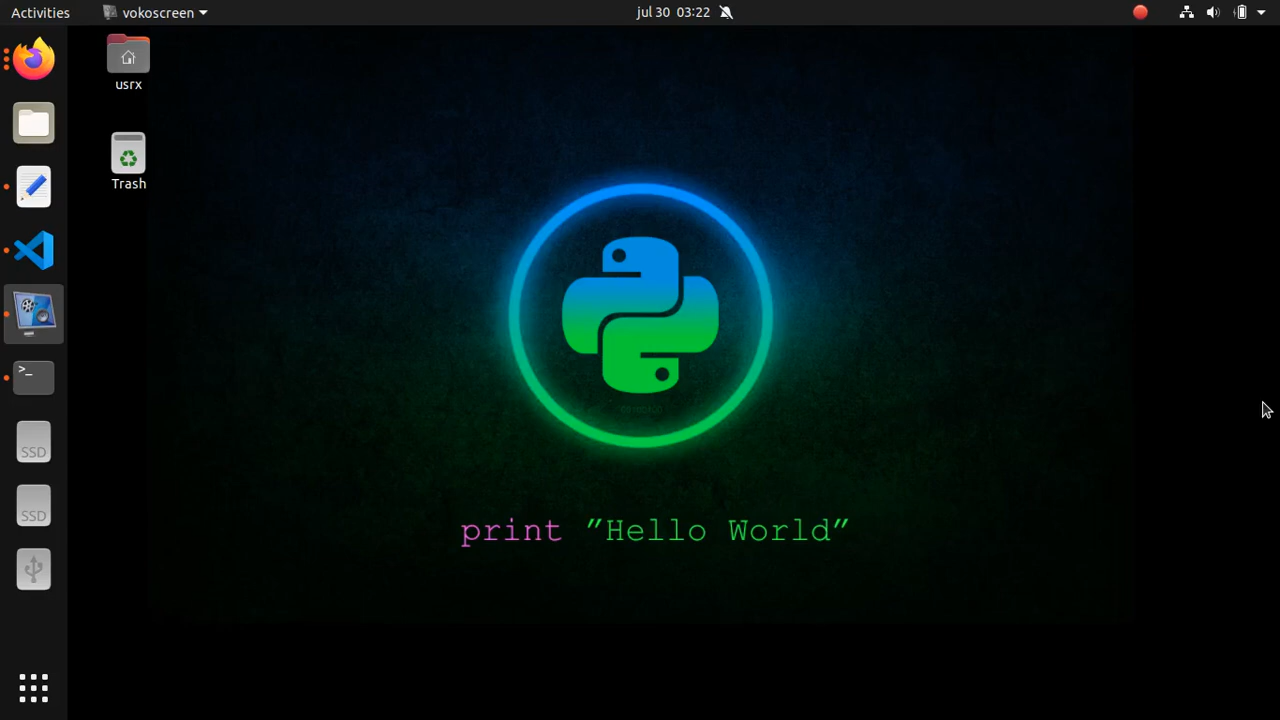 Activities
vokoscreen
jul 30 03:22
usrx
Trash
>_
SSD
SSD
print ”Hello World”